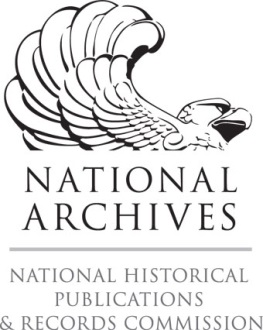 NATIONAL
ARCHIVES
NATIONAL HISTORICAL
PUBLICATIONS
& RECORDS COMMISSION